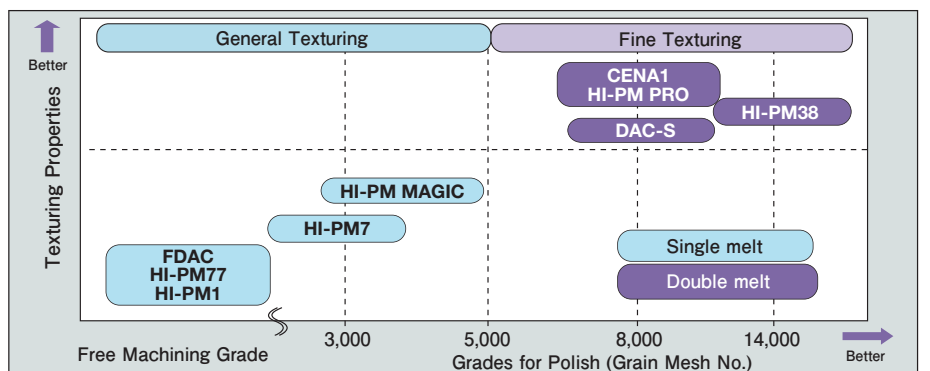 General Texturing
Fine Texturing
Better
Texturing Properties
CENA1
HI-PM PRO
HI-PM38
DAC-S
HI-PM MAGIC
HI-PM7
FDAC
HI-PM77
HI-PM1
Single melt
Double melt
3,000
5,000
8,000
14,000
Free Machining Grade
Grades for Polish (Grain Mesh No.)
Better